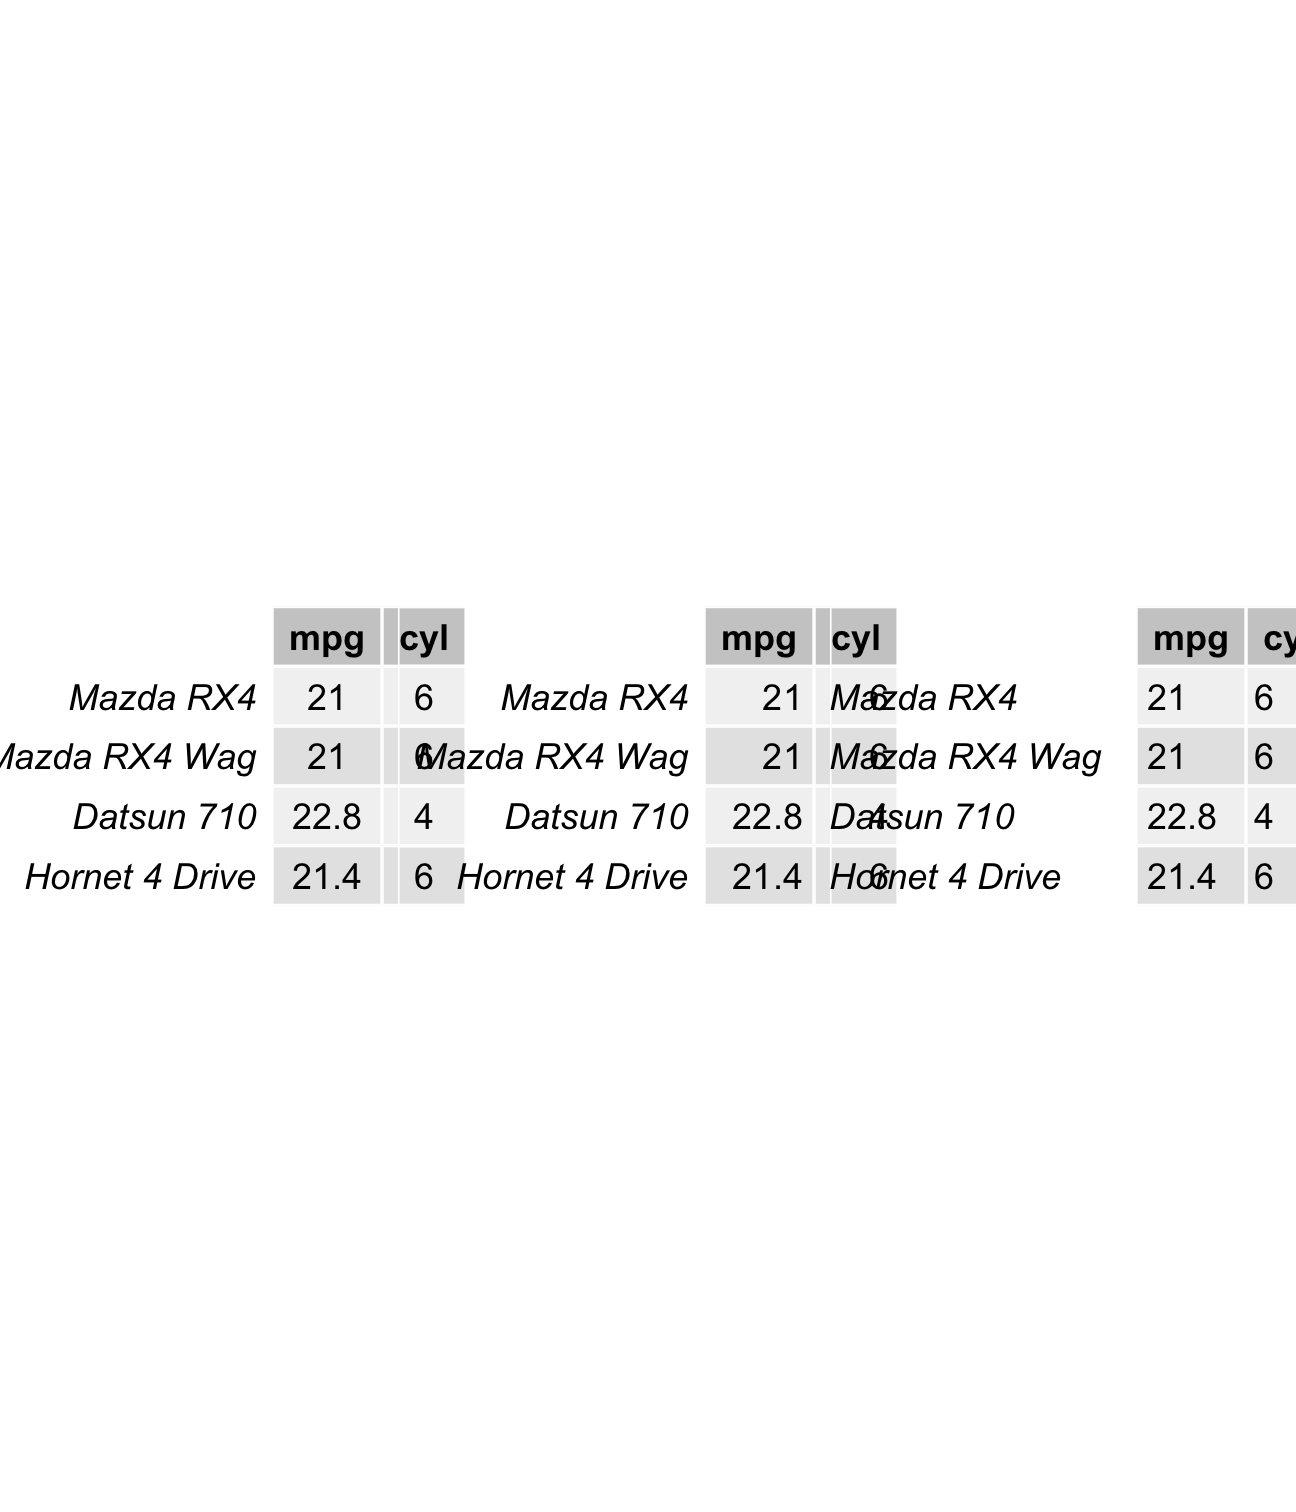 mpg cyl mpg cyl mpg cy
Mazda RX4 21 6 Mazda RX4 21 6 Mazda RX4 21 6
Mazda RX4 Wag 21 6 Mazda RX4 Wag 21 6 Mazda RX4 Wag 21 6
Datsun 710 22.8 4 Datsun 710 22.8 4 Datsun 710 22.8 4
Hornet 4 Drive 21.4 6 Hornet 4 Drive 21.4 6 Hornet 4 Drive 21.4 6